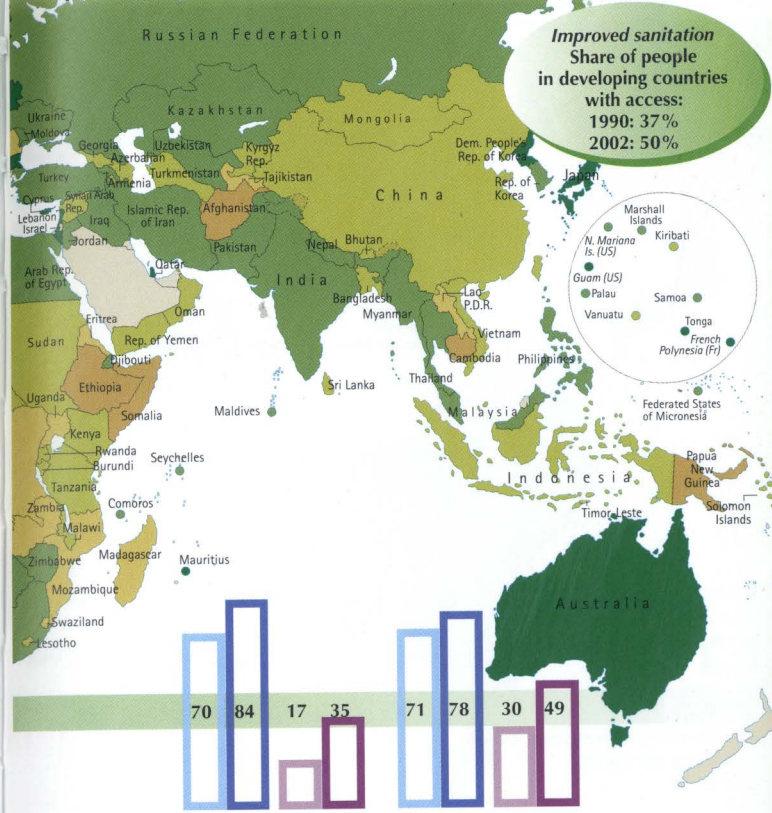 Improved sanitation
Share of people
in developing countries
with access:
1990: 37%
2002: 50%
Russian Federation
Ukraine
Moldova
Kazakhstan
Mongolia
Georgia
Uzbekistan
Kyrgyz
Rep.
Dem. People's
Rep. of Korea
Azerbaijan
Turkmenistan
Tajikistan
Turkey
Armenia
China
Rep. of
Korea
Japan
Cyprus
Syrian Arab
Rep.
Lebanon
Israel
Iraq
Islamic Rep.
of Iran
Afghanistan
Jordan
Pakistan
Nepal
Bhutan
Marshall
Islands
N. Mariana
Is. (US)
Kiribati
Guam (US)
Palau
Samoa
Vanuatu
Tonga
French
Polynesia (Fr)
Arab Rep.
of Egypt
Qatar
India
Bangladesh
Myanmar
Lao
P.D.R.
Eritrea
Oman
Sudan
Rep. of Yemen
Vietnam
Djibouti
Cambodia
Philippines
Ethiopia
Thailand
Sri Lanka
Uganda
Somalia
Maldives
Malaysia
Federated States
of Micronesia
Kenya
Rwanda
Burundi
Seychelles
Indonesia
Papua
New
Guinea
Tanzania
Comoros
Timor-Leste
Solomon
Islands
Zambia
Malawi
Zimbabwe
Madagascar
Mauritius
Mozambique
Australia
Swaziland
Lesotho
70 84 17 35 71 78 30 49